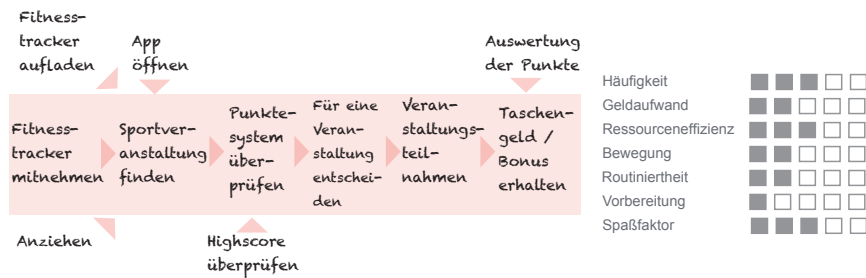 Fitness-
tracker
aufladen
App
öffnen
Auswertung
der Punkte
Fitness-
tracker
mitnehmen
Sportver-
anstaltung
finden
Punkte-
system
über-
prüfen
Für eine
Veran-
staltung
entschei-
den
Veran-
staltungs-
teil-
nahmen
Taschen-
geld /
Bonus
erhalten
Anziehen
Highscore
überprüfen
Häufigkeit
Geldaufwand
Ressourceneffizienz
Bewegung
Routiniertheit
Vorbereitung
Spaßfaktor